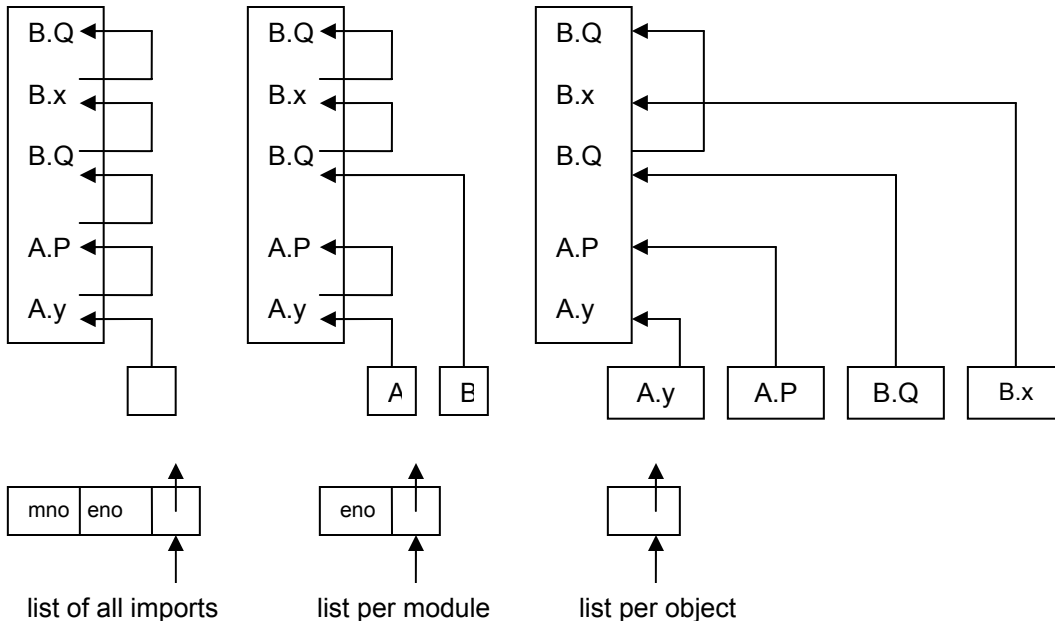 B.Q
B.x
B.Q
A.P
A.y
B.Q
B.x
B.Q
A.P
A.y
A
B
B.Q
B.x
B.Q
A.P
A.y
A.y
A.P
B.Q
B.x
mno eno
eno
list of all imports
list per module
list per object